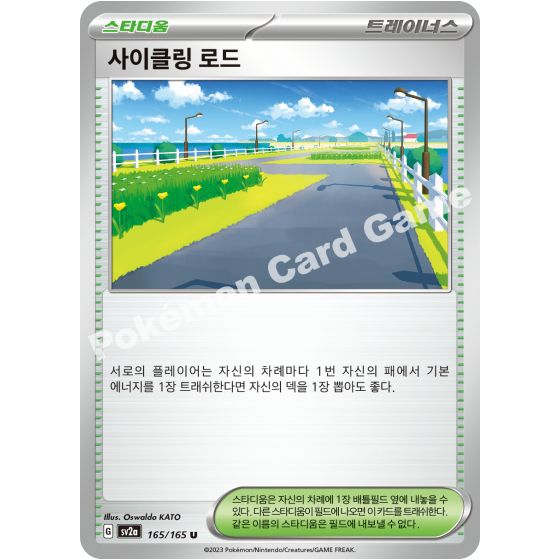 스타디움
트레이너스
사이클링 로드
Pokémon Card Game
서로의 플레이어는 자신의 차례마다 1번 자신의 패에서 기본
에너지를 1장 트래쉬한다면 자신의 덱을 1장 뽑아도 좋다.
스타디움은 자신의 차례에 1장 배틀필드 옆에 내놓을 수
있다. 다른 스타디움이 필드에 나오면 이 카드를 트래쉬한다.
같은 이름의 스타디움은 필드에 내보낼 수 없다.
Illus. Oswaldo KATO
G sv2a 165/165 U
©2023 Pokémon/Nintendo/Creatures/GAME FREAK.